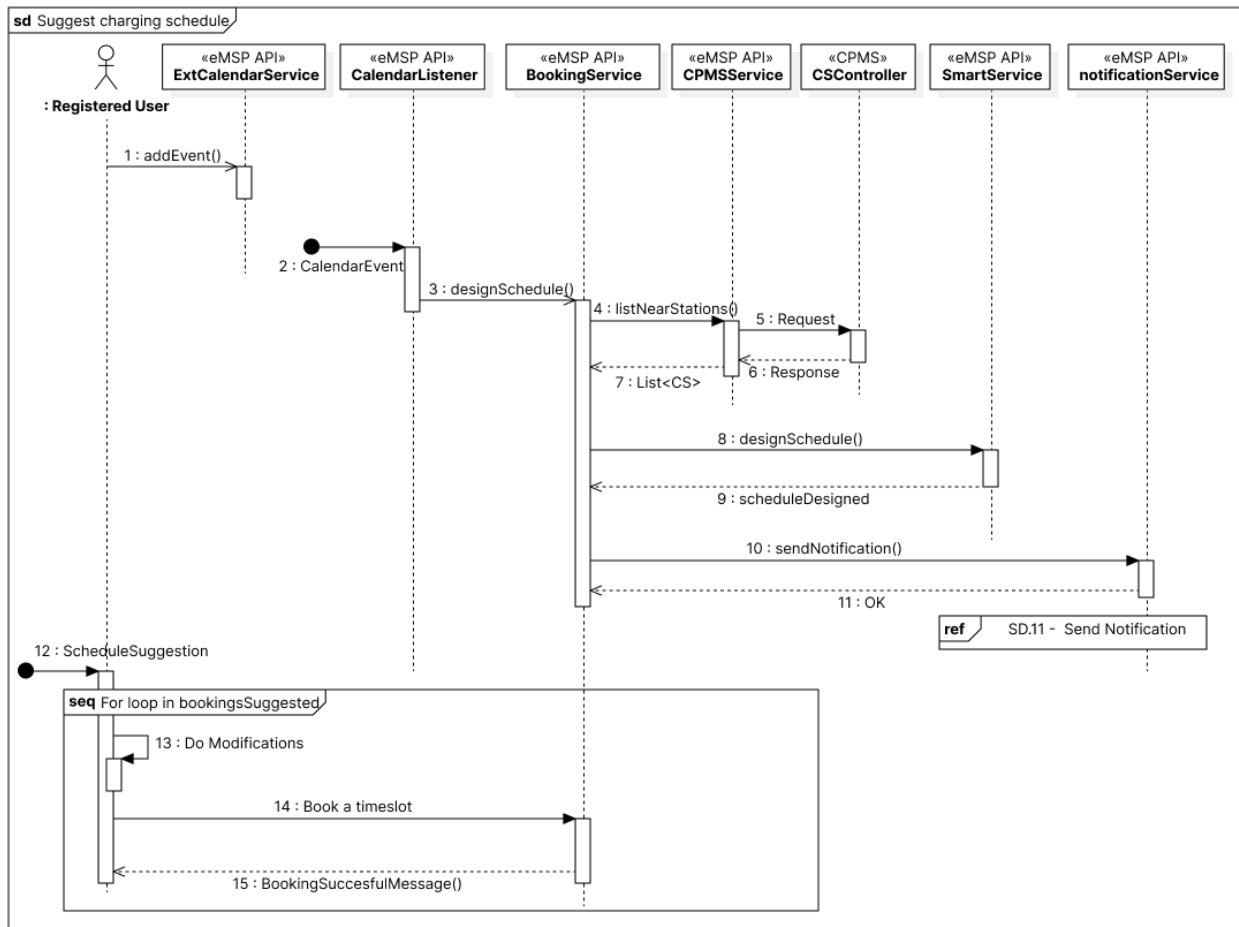 sd Suggest charging schedule
«eMSP API»
ExtCalendarService
«eMSP API»
CalendarListener
«eMSP API»
BookingService
«eMSP API»
CPMSService
«CPMS»
CSController
«eMSP API»
SmartService
«eMSP API»
notificationService
: Registered User
1 : addEvent()
2 : CalendarEvent
3 : designSchedule()
4 : listNearStations()
5 : Request
6 : Response
7 : List<CS>
8 : designSchedule()
9 : scheduleDesigned
10 : sendNotification()
11 : OK
ref SD.11 - Send Notification
12 : ScheduleSuggestion
seq For loop in bookingsSuggested
13 : Do Modifications
14 : Book a timeslot
15 : BookingSuccesfulMessage()